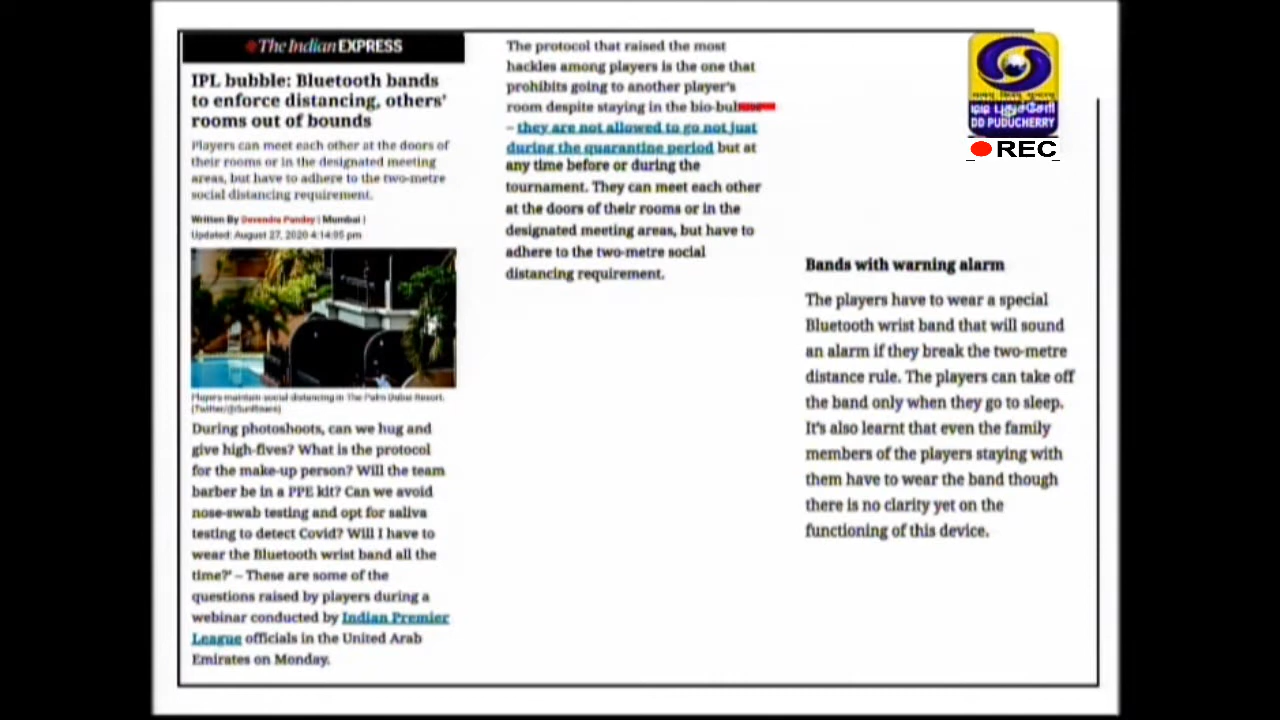 The Indian EXPRESS
IPL bubble: Bluetooth bands
to enforce distancing, others'
rooms out of bounds
Players can meet each other at the doors of
their rooms or in the designated meeting
areas, but have to adhere to the two-metre
social distancing requirement.
Written By Devendra Pandey | Mumbai |
Updated: August 27, 2020 4:14:05 pm
Players maintain social distancing in The Palm Dubai Resort.
During photoshoots, can we hug and
give high-fives? What is the protocol
for the make-up person? Will the team
barber be in a PPE kit? Can we avoid
nose-swab testing and opt for saliva
testing to detect Covid? Will I have to
wear the Bluetooth wrist band all the
time?' – These are some of the
questions raised by players during a
webinar conducted by Indian Premier
League officials in the United Arab
Emirates on Monday.
The protocol that raised the most
hackles among players is the one that
prohibits going to another player's
room despite staying in the
– they are not allowed to go not just
during the quarantine period but at
any time before or during the
tournament. They can meet each other
at the doors of their rooms or in the
designated meeting areas, but have to
adhere to the two-metre social
distancing requirement.
Bands with warning alarm
The players have to wear a special
Bluetooth wrist band that will sound
an alarm if they break the two-metre
distance rule. The players can take off
the band only when they go to sleep.
It's also learnt that even the family
members of the players staying with
them have to wear the band though
there is no clarity yet on the
functioning of this device.
DD PUDUCHERRY
REC